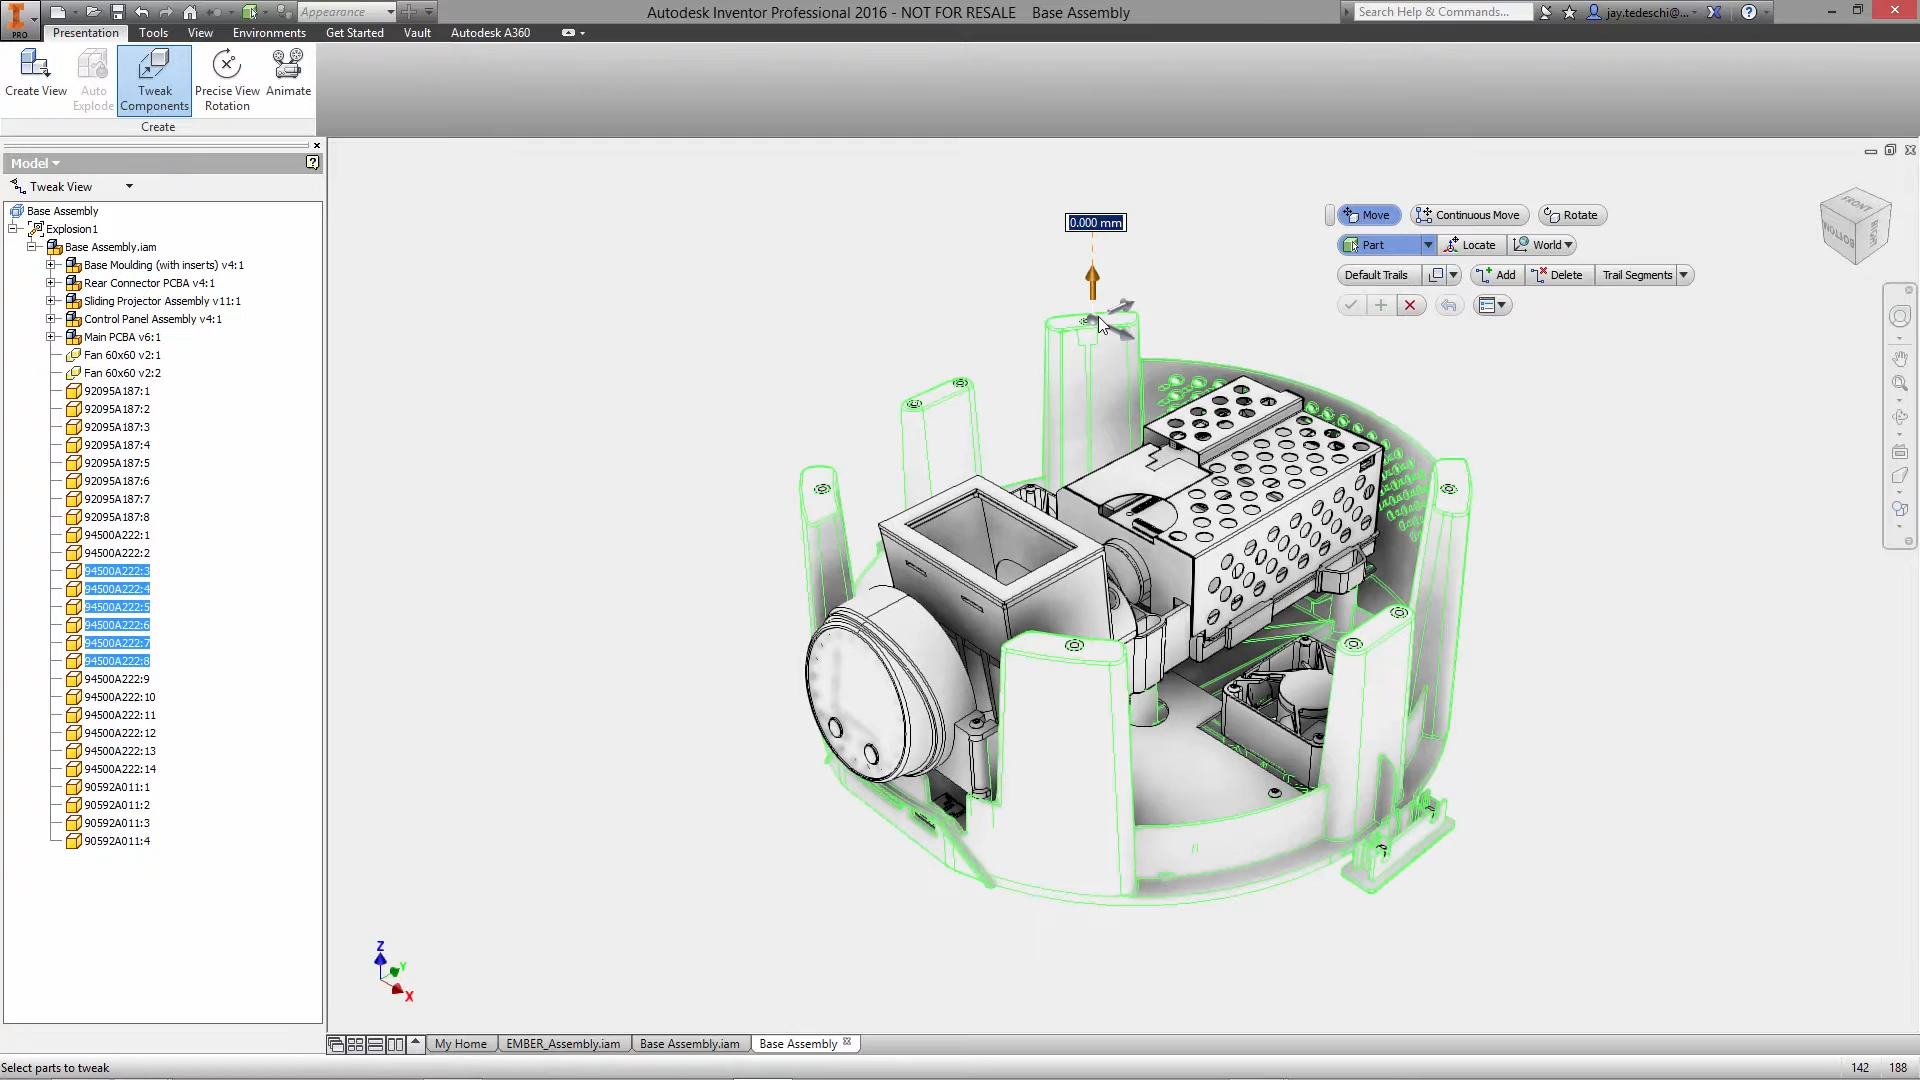 Appearance
Autodesk Inventor Professional 2016 - NOT FOR RESALE Base Assembly
Search Help & Commands...
jay.tedeschi@...
PRO
Presentation
Tools
View
Environments
Get Started
Vault
Autodesk A360
Create View
Auto
Explode
Tweak
Components
Precise View
Rotation
Animate
Create
Model
Tweak View
Base Assembly
Explosion1
Base Assembly.iam
Base Moulding (with inserts) v4:1
Rear Connector PCBA v4:1
Sliding Projector Assembly v11:1
Control Panel Assembly v4:1
Main PCBA v6:1
Fan 60x60 v2:1
Fan 60x60 v2:2
92095A187:1
92095A187:2
92095A187:3
92095A187:4
92095A187:5
92095A187:6
92095A187:7
92095A187:8
94500A222:1
94500A222:2
94500A222:3
94500A222:4
94500A222:5
94500A222:6
94500A222:7
94500A222:8
94500A222:9
94500A222:10
94500A222:11
94500A222:12
94500A222:13
94500A222:14
90592A011:1
90592A011:2
90592A011:3
90592A011:4
0.000 mm
Move
Continuous Move
Rotate
Part
Locate
World
Default Trails
Add
Delete
Trail Segments
FRONT
BOTTOM
RIGHT
Z
Y
X
My Home
EMBER_Assembly.iam
Base Assembly.iam
Base Assembly
Select parts to tweak
142
188